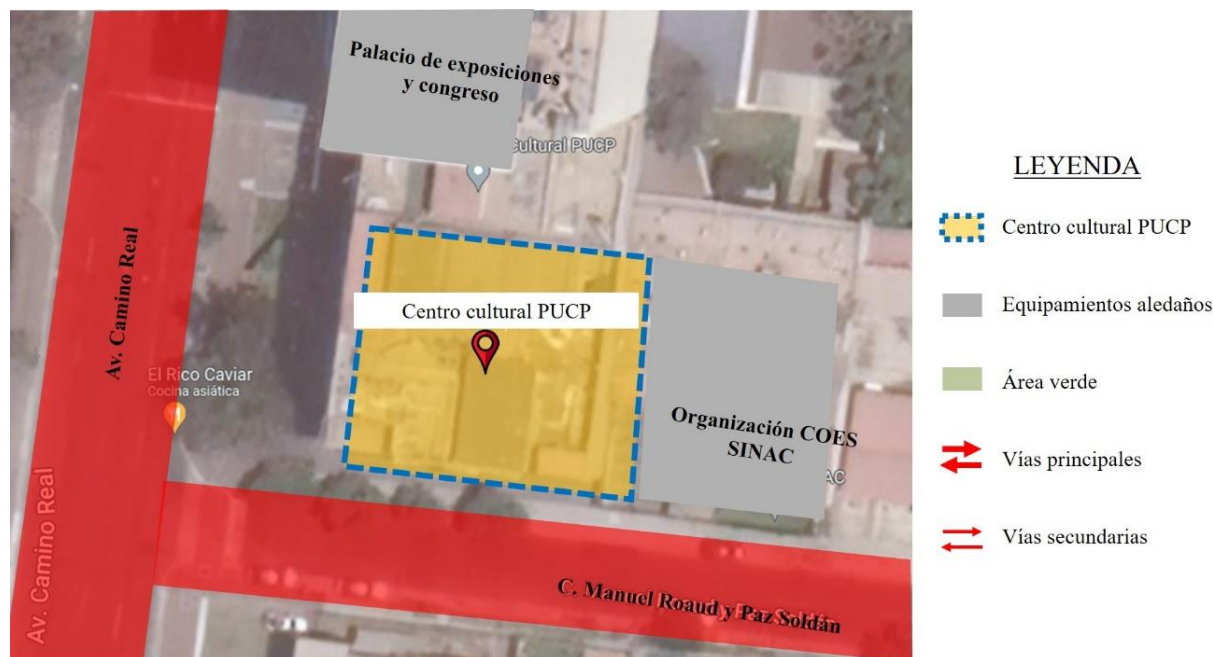 Palacio de exposiciones
y congreso
Cultural PUCP
Centro cultural PUCP
Av. Camino Real
El Rico Caviar
Cocina asiática
Organización COES
SINAC
AC
Av. Camino Real
C. Manuel Roaud y Paz Soldán
LEYENDA
Centro cultural PUCP
Equipamientos aledaños
Área verde
Vías principales
Vías secundarias